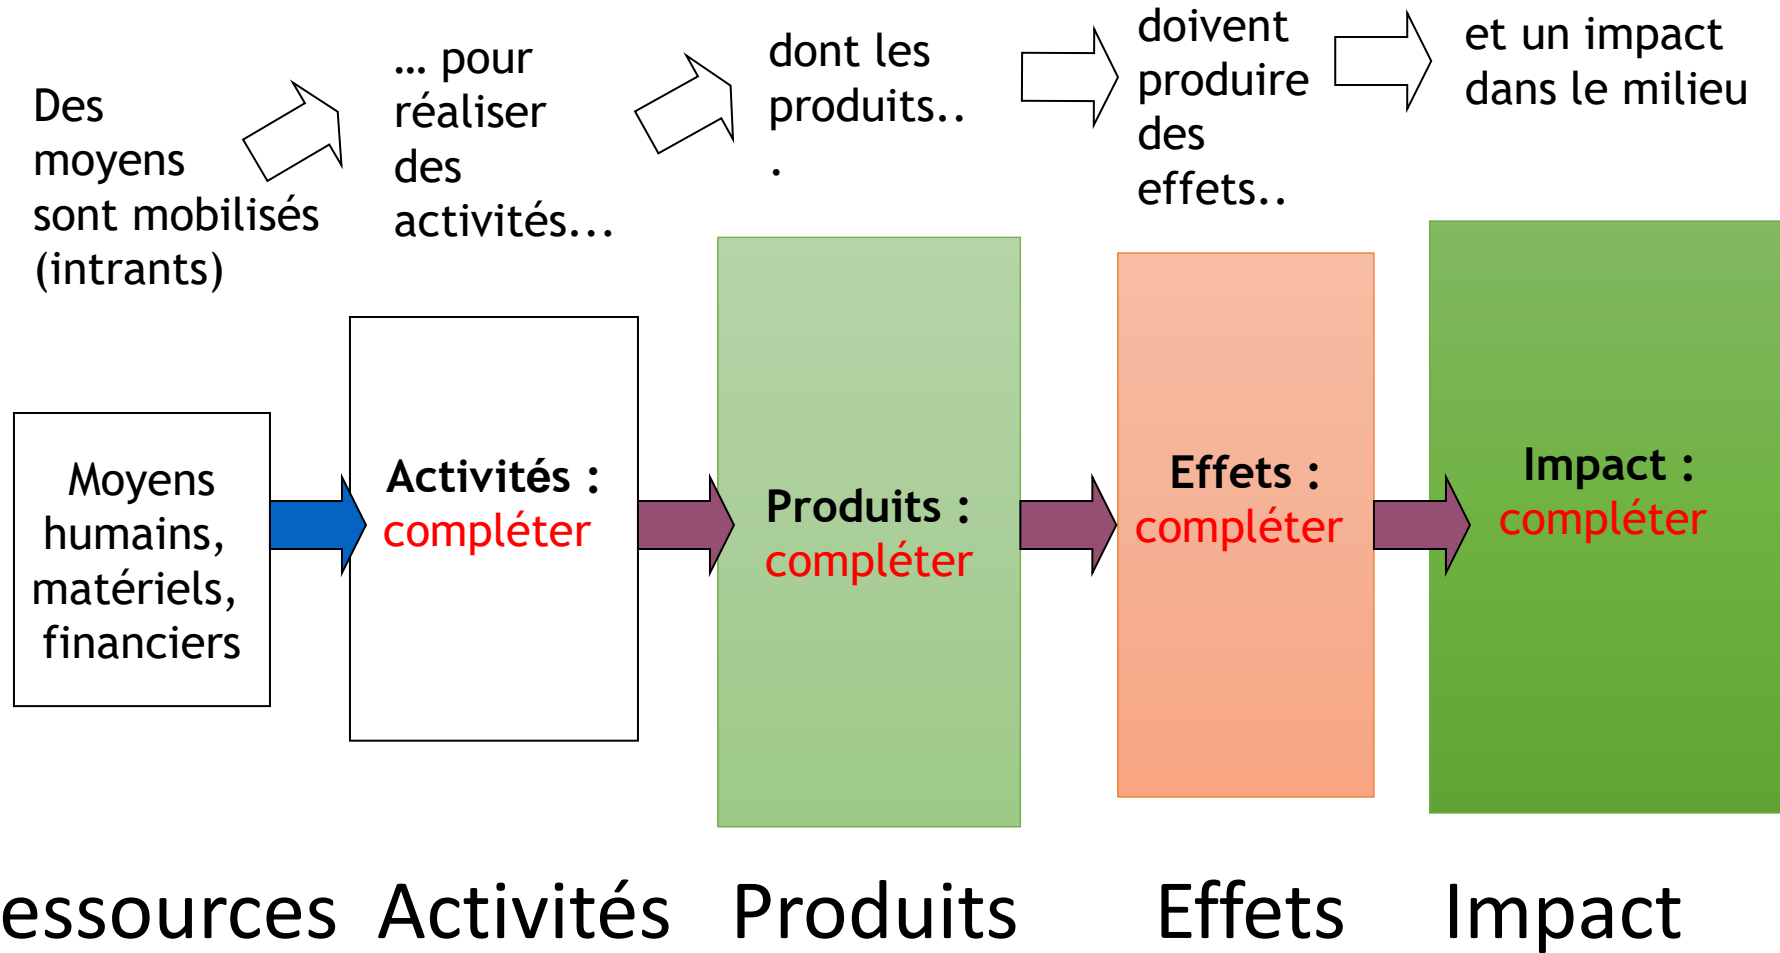 Des
moyens
sont mobilisés
(intrants)
… pour
réaliser
des
activités...
dont les
produits..
.
doivent
produire
des
effets..
et un impact
dans le milieu
Moyens
humains,
matériels,
financiers
Activités :
compléter
Produits :
compléter
Effets :
compléter
Impact :
compléter
essources Activités Produits Effets Impact